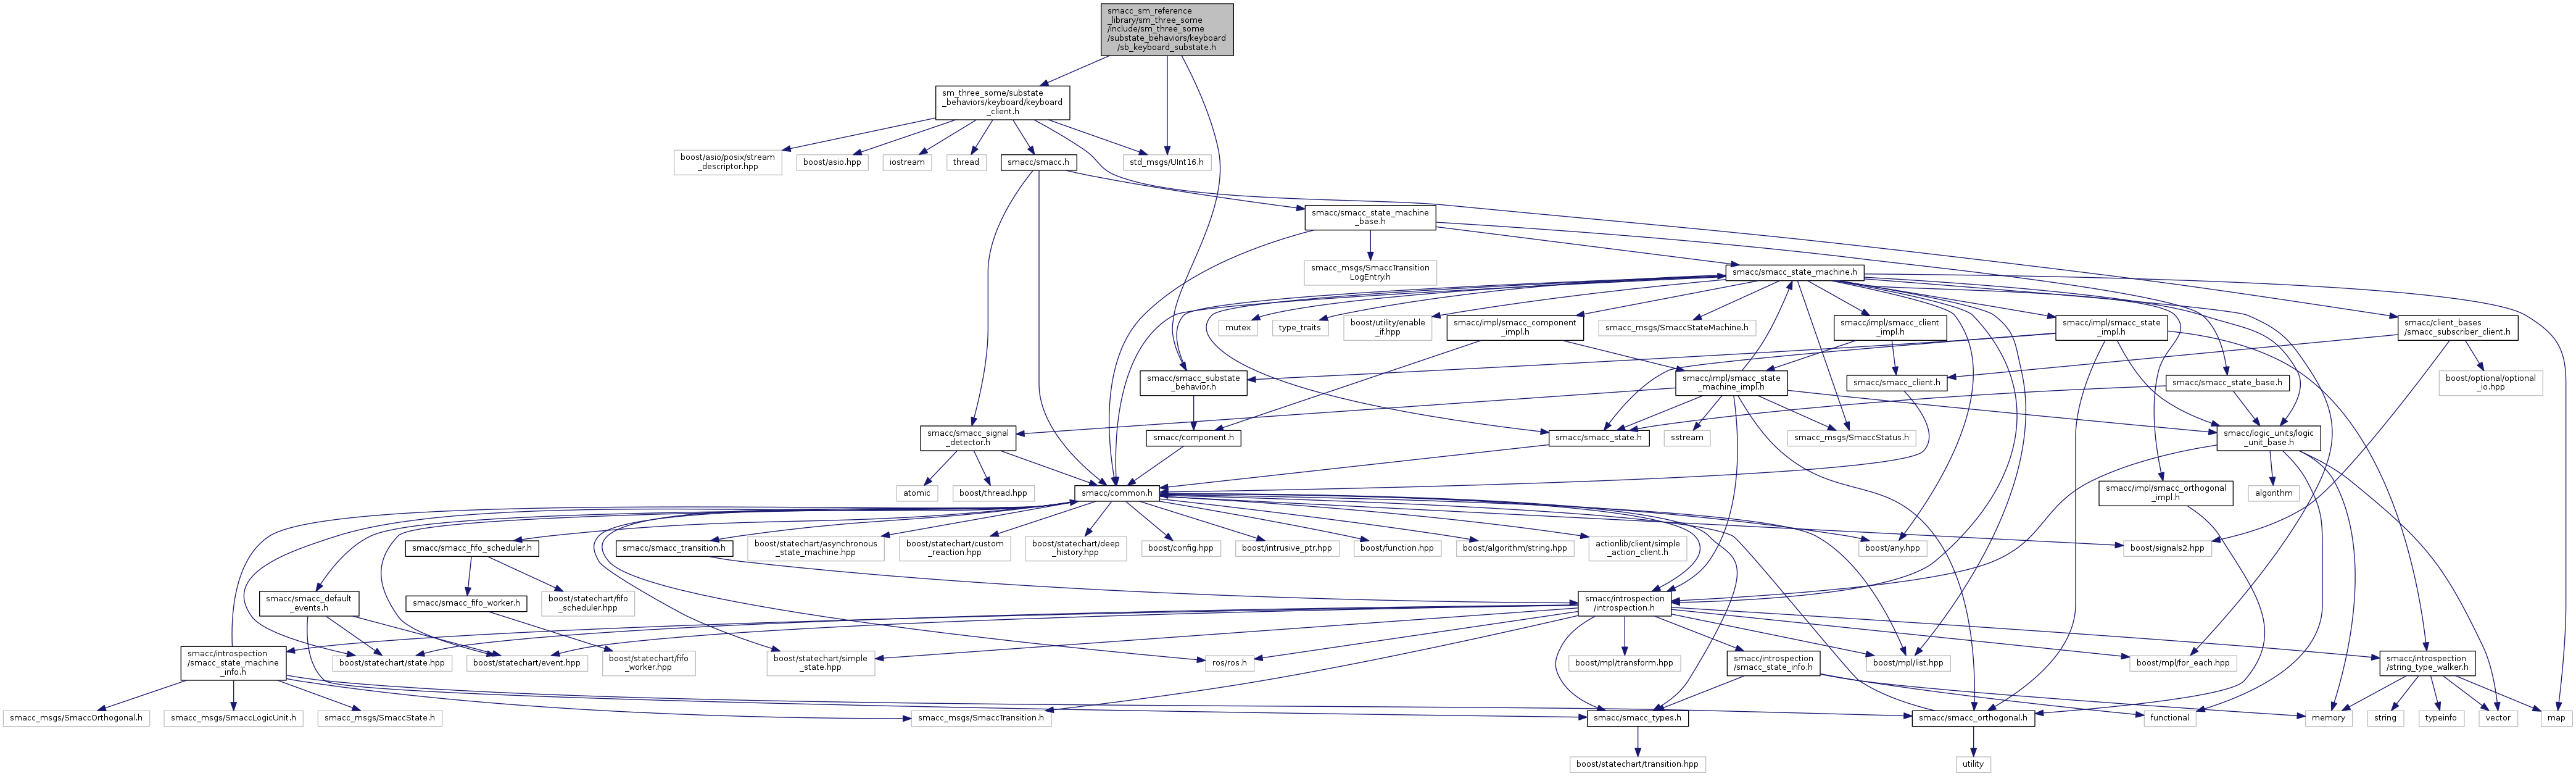 smacc_sm_reference
_library/sm_three_some
/include/sm_three_some
/substate_behaviors/keyboard
/sb_keyboard_substate.h
sm_three_some/substate
_behaviors/keyboard/keyboard
_client.h
boost/asio/posix/stream
_descriptor.hpp
boost/asio.hpp
iostream
thread
smacc/smacc.h
std_msgs/UInt16.h
smacc/smacc_state_machine
_base.h
smacc_msgs/SmaccTransition
LogEntry.h
smacc/smacc_state_machine.h
mutex
type_traits
boost/utility/enable
_if.hpp
smacc/impl/smacc_component
_impl.h
smacc_msgs/SmaccStateMachine.h
smacc/impl/smacc_client
_impl.h
smacc/impl/smacc_state
_impl.h
smacc/client_bases
/smacc_subscriber_client.h
smacc/smacc_substate
_behavior.h
smacc/impl/smacc_state
_machine_impl.h
smacc/smacc_client.h
smacc/smacc_state_base.h
boost/optional/optional
_io.hpp
smacc/smacc_signal
_detector.h
smacc/component.h
smacc/smacc_state.h
sstream
smacc_msgs/SmaccStatus.h
smacc/logic_units/logic
_unit_base.h
atomic
boost/thread.hpp
smacc/common.h
smacc/impl/smacc_orthogonal
_impl.h
algorithm
smacc/smacc_fifo_scheduler.h
smacc/smacc_transition.h
boost/statechart/asynchronous
_state_machine.hpp
boost/statechart/custom
_reaction.hpp
boost/statechart/deep
_history.hpp
boost/config.hpp
boost/intrusive_ptr.hpp
boost/function.hpp
boost/algorithm/string.hpp
actionlib/client/simple
_action_client.h
boost/any.hpp
boost/signals2.hpp
smacc/smacc_default
_events.h
smacc/smacc_fifo_worker.h
boost/statechart/fifo
_scheduler.hpp
smacc/introspection
/introspection.h
smacc/introspection
/smacc_state_machine
_info.h
boost/statechart/state.hpp
boost/statechart/event.hpp
boost/statechart/fifo
_worker.hpp
boost/statechart/simple
_state.hpp
ros/ros.h
boost/mpl/transform.hpp
smacc/introspection
/smacc_state_info.h
boost/mpl/list.hpp
boost/mpl/for_each.hpp
smacc/introspection
/string_type_walker.h
smacc_msgs/SmaccOrthogonal.h
smacc_msgs/SmaccLogicUnit.h
smacc_msgs/SmaccState.h
smacc_msgs/SmaccTransition.h
smacc/smacc_types.h
smacc/smacc_orthogonal.h
functional
memory
string
typeinfo
vector
map
boost/statechart/transition.hpp
utility